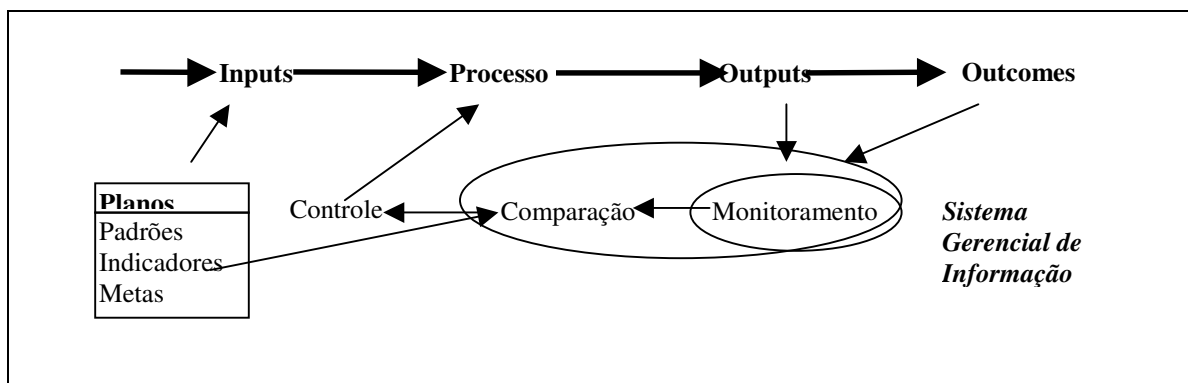 Inputs Processo Outputs Outcomes
Planos
Padrões
Indicadores
Metas
Controle Comparação Monitoramento
Sistema
Gerencial de
Informação